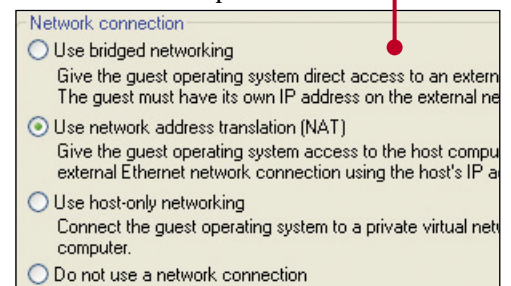 Network connection
Use bridged networking
Give the guest operating system direct access to an extern
The guest must have its own IP address on the external ne
Use network address translation (NAT)
Give the guest operating system access to the host compu
external Ethernet network connection using the host's IP a
Use host-only networking
Connect the guest operating system to a private virtual net
computer.
Do not use a network connection